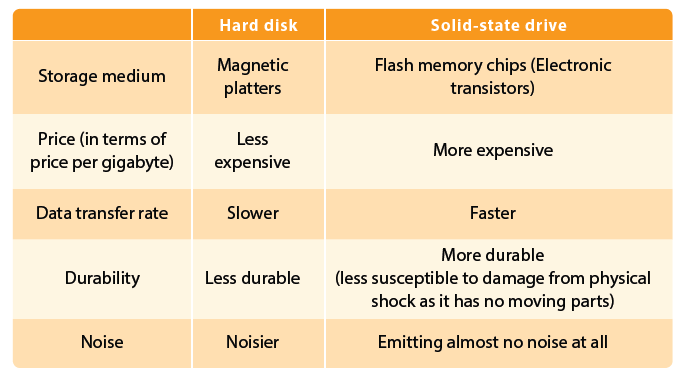 Hard disk
Solid-state drive
Storage medium
Magnetic
platters
Flash memory chips (Electronic
transistors)
Price (in terms of
price per gigabyte)
Less
expensive
More expensive
Data transfer rate
Slower
Faster
Durability
Less durable
More durable
(less susceptible to damage from physical
shock as it has no moving parts)
Noise
Noisier
Emitting almost no noise at all